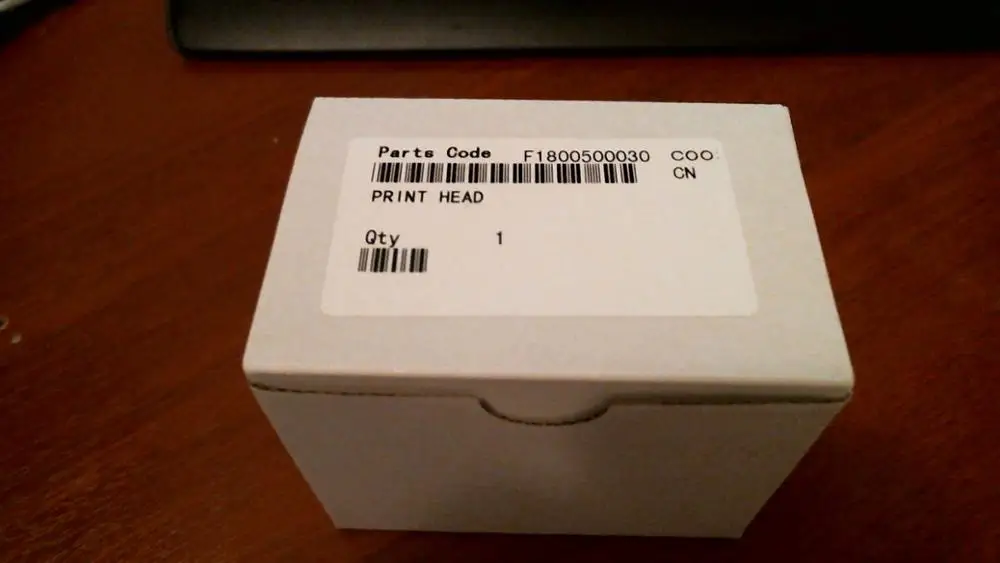 Parts Code F1800500030 COO:
CN
PRINT HEAD
Qty 1